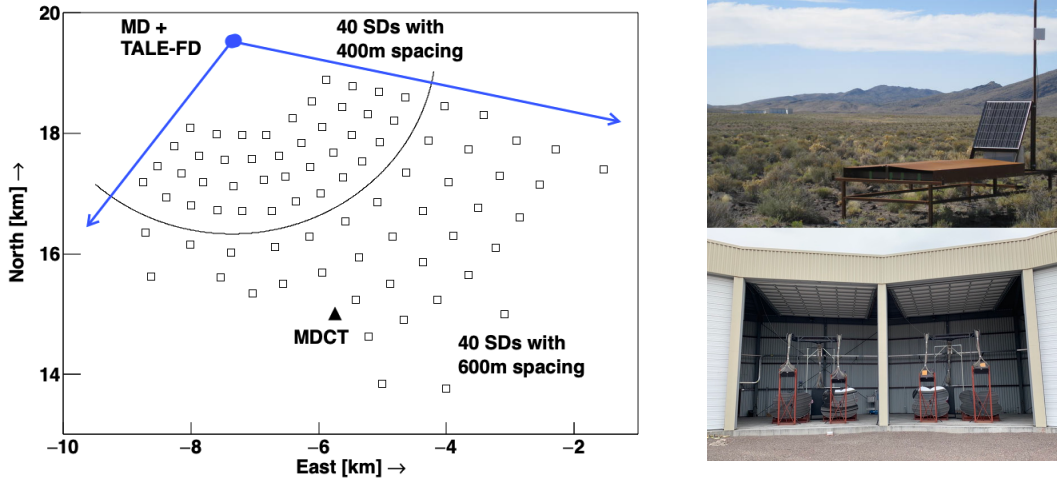 MD +
TALE-FD
40 SDs with
400m spacing
40 SDs with
600m spacing
MDCT
North [km] →
20
18
16
14
−10
−8
−6
−4
−2
East [km] →